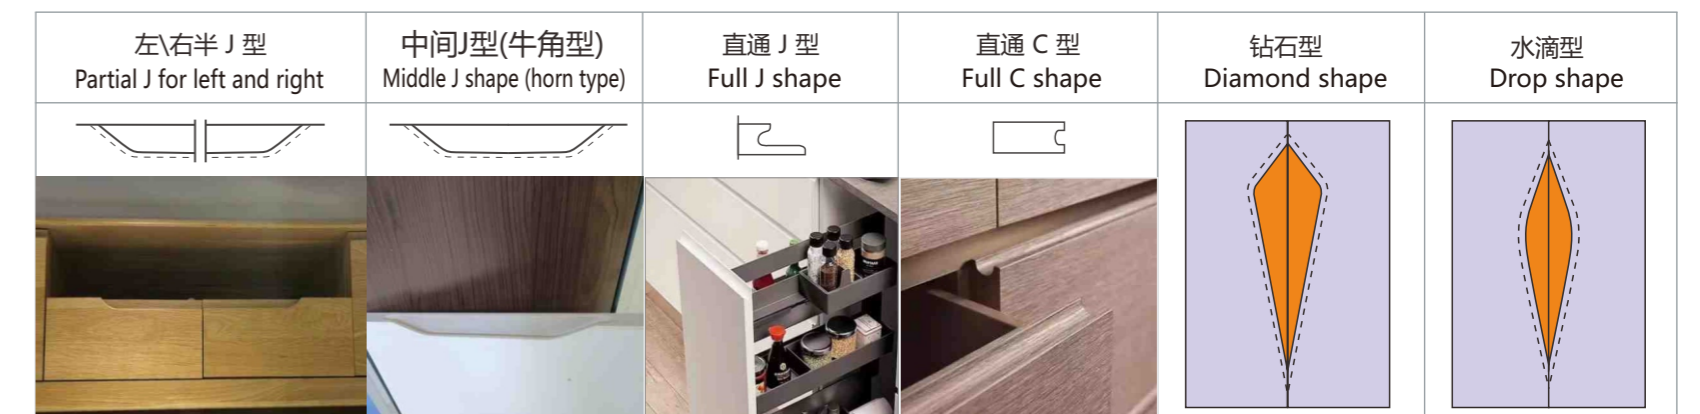 左\右半 J 型
Partial J for left and right
中间J型(牛角型)
Middle J shape (horn type)
直通 J 型
Full J shape
直通 C 型
Full C shape
钻石型
Diamond shape
水滴型
Drop shape